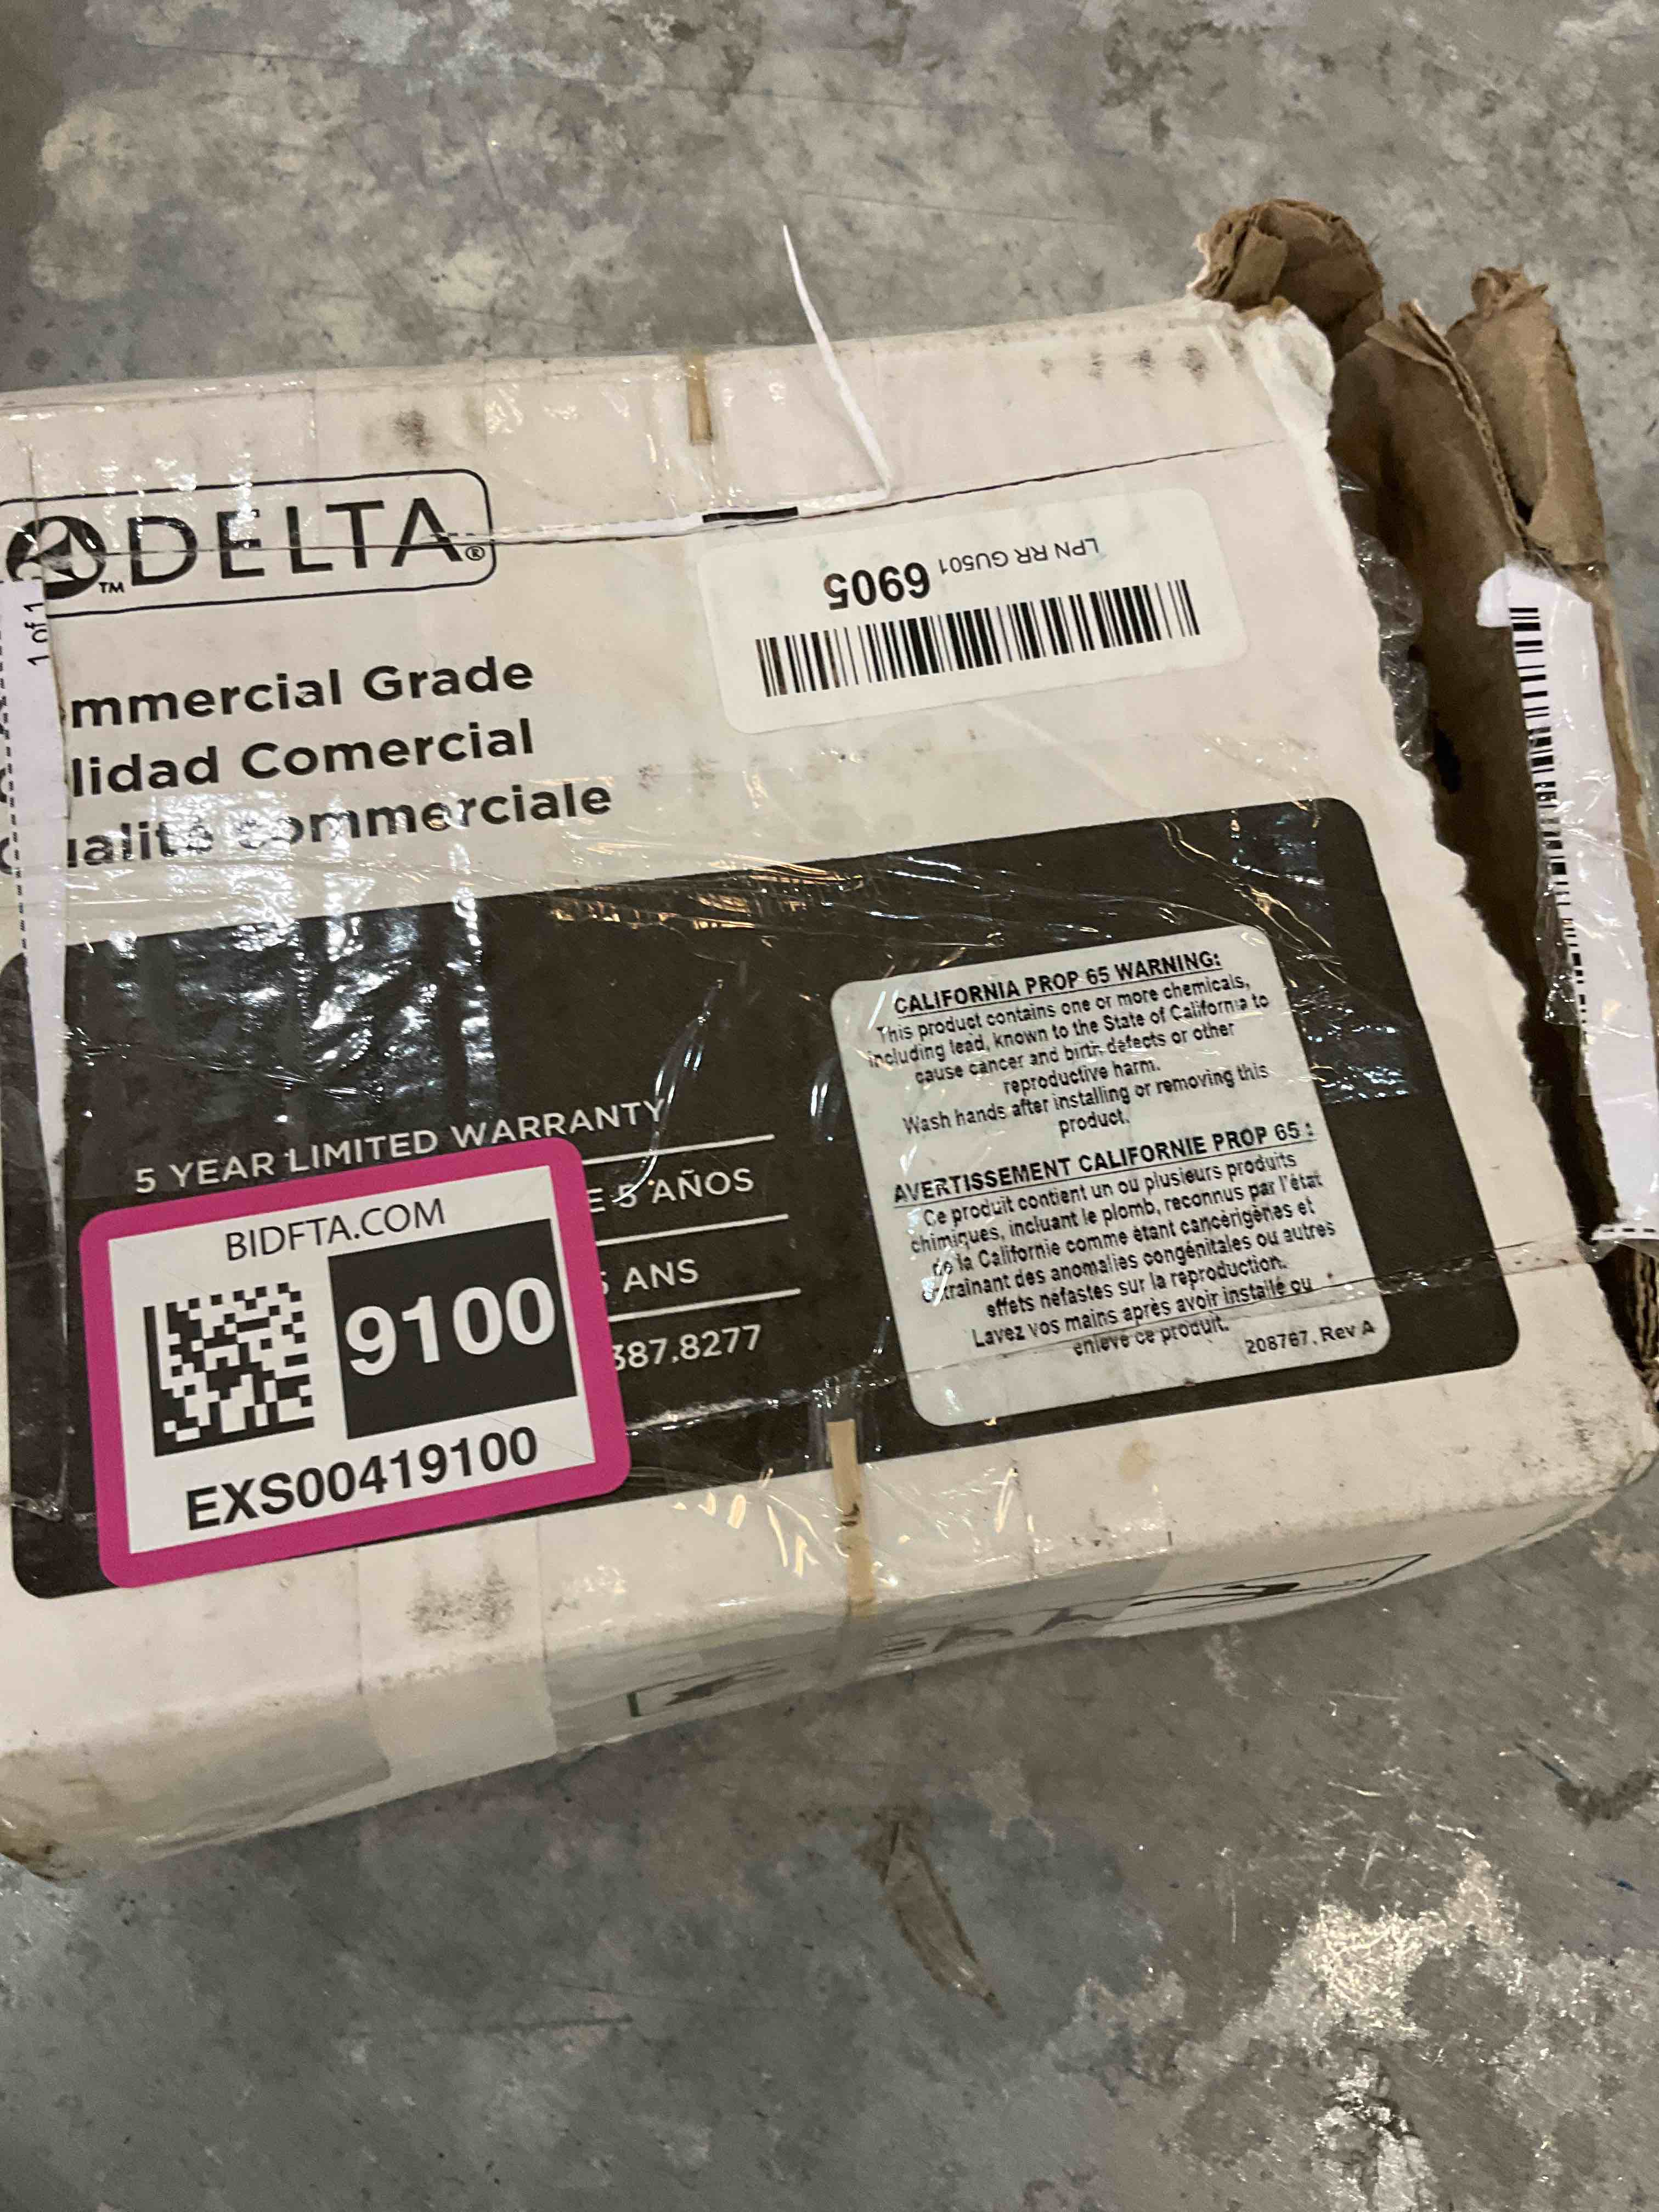 DELTA®
TM
1 of 1
mmercial Grade
lidad Comercial
ualité commerciale
LPN RR GU501 6905
5 YEAR LIMITED WARRANTY
E 5 AÑOS
5 ANS
387.8277
BIDFTA.COM
9100
EXS00419100
CALIFORNIA PROP 65 WARNING:
This product contains one or more chemicals,
including lead, known to the State of California to
cause cancer and birth defects or other
reproductive harm.
Wash hands after installing or removing this
product.
AVERTISSEMENT CALIFORNIE PROP 65 :
Ce produit contient un ou plusieurs produits
chimiques, incluant le plomb, reconnus par l'état
de la Californie comme étant cancérigènes et
entraînant des anomalies congénitales ou autres
effets nefastes sur la reproduction.
Lavez vos mains après avoir installé ou
enlevé ce produit.
208767, Rev A